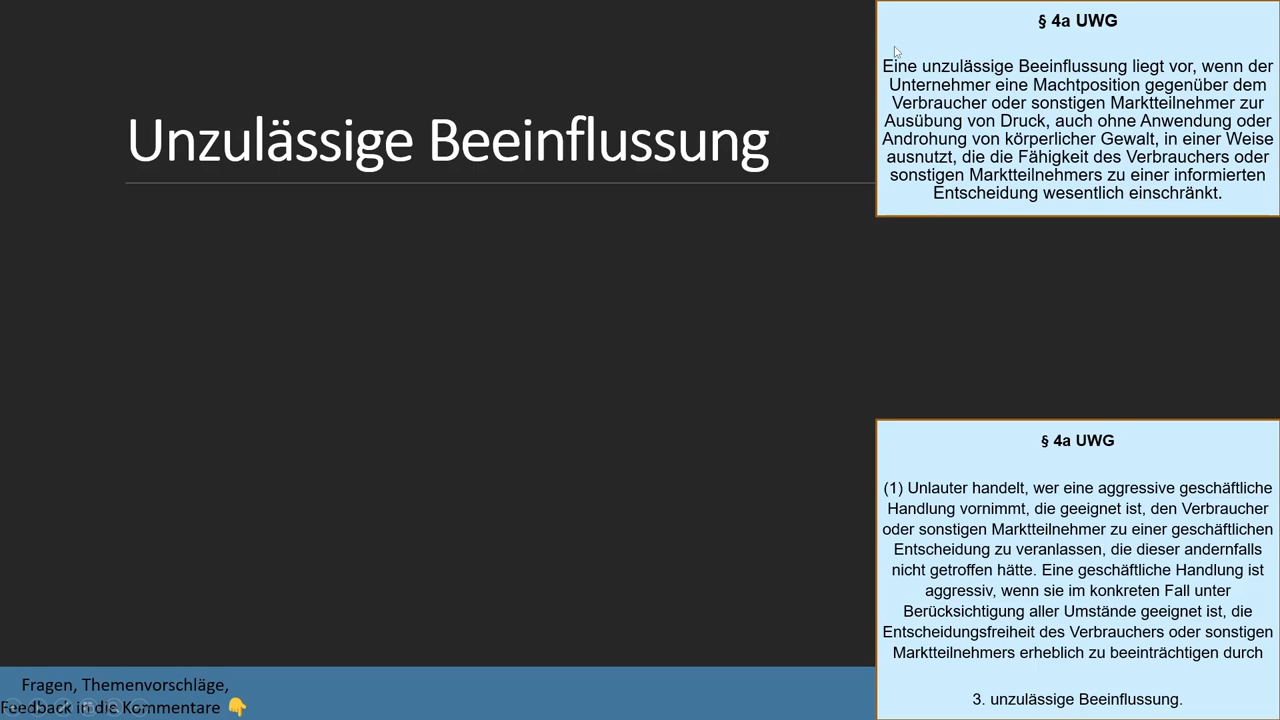 Unzulässige Beeinflussung
§ 4a UWG
Eine unzulässige Beeinflussung liegt vor, wenn der
Unternehmer eine Machtposition gegenüber dem
Verbraucher oder sonstigen Marktteilnehmer zur
Ausübung von Druck, auch ohne Anwendung oder
Androhung von körperlicher Gewalt, in einer Weise
ausnutzt, die die Fähigkeit des Verbrauchers oder
sonstigen Marktteilnehmers zu einer informierten
Entscheidung wesentlich einschränkt.
§ 4a UWG
(1) Unlauter handelt, wer eine aggressive geschäftliche
Handlung vornimmt, die geeignet ist, den Verbraucher
oder sonstigen Marktteilnehmer zu einer geschäftlichen
Entscheidung zu veranlassen, die dieser andernfalls
nicht getroffen hätte. Eine geschäftliche Handlung ist
aggressiv, wenn sie im konkreten Fall unter
Berücksichtigung aller Umstände geeignet ist, die
Entscheidungsfreiheit des Verbrauchers oder sonstigen
Marktteilnehmers erheblich zu beeinträchtigen durch
3. unzulässige Beeinflussung.
Fragen, Themenvorschläge,
Feedback in die Kommentare 👇